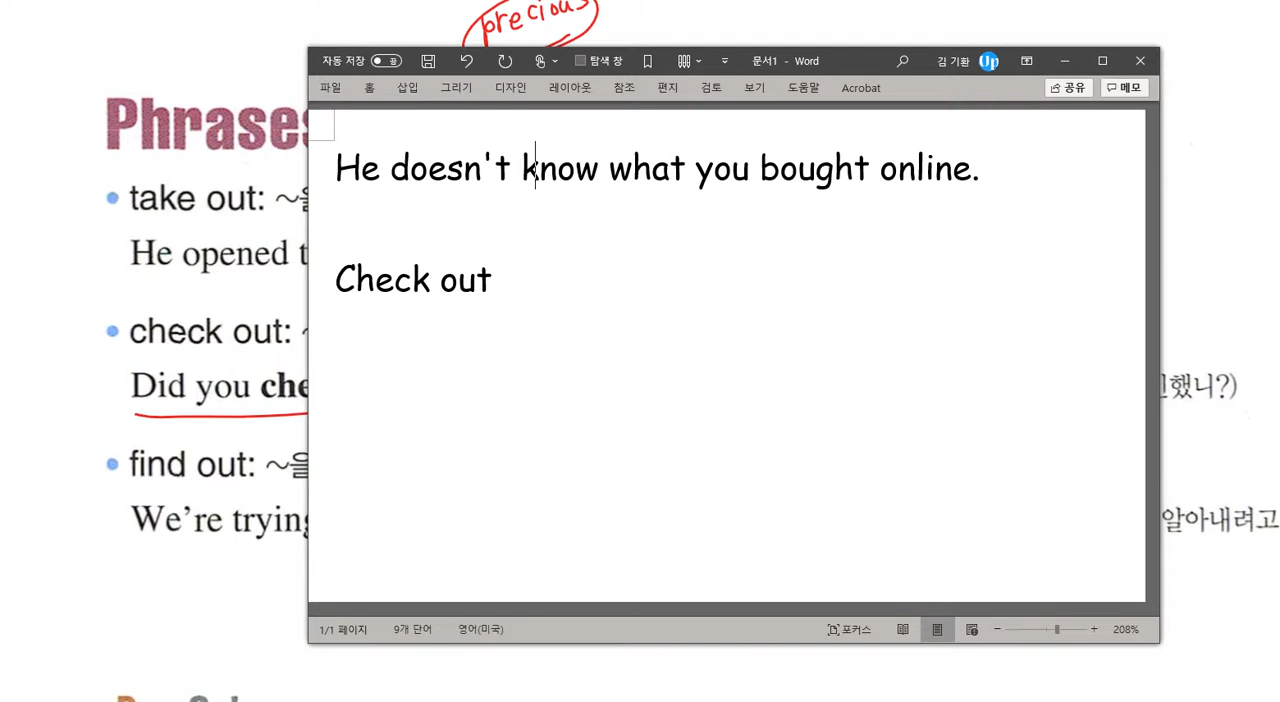 precious
자동 저장 끔 탐색 창 문서1 - Word 김 기환 Up
파일 홈 삽입 그리기 디자인 레이아웃 참조 편지 검토 보기 도움말 Acrobat 공유 메모
Phrases
He doesn't know what you bought online.
take out: ~을
He opened t
Check out
check out: ~
Did you che 했니?)
find out: ~을
We're trying 알아내려고
1/1 페이지 9개 단어 영어(미국) 포커스 208%